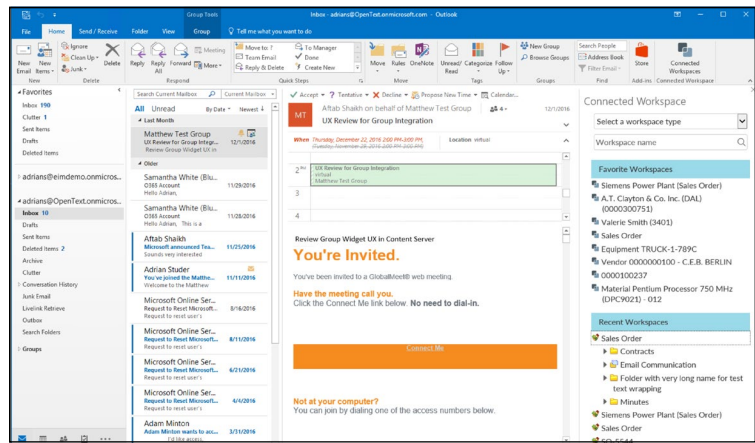 Group Tools
Inbox - adrians@OpenText.onmicrosoft.com - Outlook
File Home Send / Receive Folder View Group Tell me what you want to do
New Email
New Items
Ignore
Clean Up
Junk
Delete
Reply
Reply All
Forward
Meeting
More
Move to: ?
Team Email
Reply & Delete
To Manager
Done
Create New
Move
Rules
OneNote
Unread/ Read
Categorize
Follow Up
New Group
Browse Groups
Search People
Address Book
Filter Email
Store
Connected Workspaces
New Delete Respond Quick Steps Move Tags Groups Find Add-ins Connected Workspace
Favorites
Inbox 190
Clutter 1
Sent Items
Drafts
Deleted Items
adrians@eimdemo.onmicros...
adrians@OpenText.onmicros...
Inbox 10
Drafts
Sent Items
Deleted Items 2
Archive
Clutter
Conversation History
Junk Email
Livelink Retrieve
Outbox
Search Folders
Groups
Search Current Mailbox Current Mailbox
All Unread By Date Newest
Last Month
Matthew Test Group
UX Review for Group Integr... 12/1/2016
Review Group Widget UX in
Older
Samantha White (Blu...
O365 Account 11/29/2016
Hello Adrian,
Samantha White (Blu...
O365 Account 11/28/2016
Hello Adrian, This is a
Aftab Shaikh
Microsoft announced Tea... 11/25/2016
Sounds very interested
Adrian Studer
You've joined the Matthe... 11/11/2016
Welcome to the Matthew
Microsoft Online Ser...
Request to Reset Microsoft... 9/16/2016
Request to reset user's
Microsoft Online Ser...
Request to Reset Microsoft... 8/11/2016
Request to reset user's
Microsoft Online Ser...
Request to Reset Microsoft... 6/21/2016
Request to reset user's
Microsoft Online Ser...
Request to Reset Microsoft... 4/4/2016
Request to reset user's
Adam Minton
Adam Minton wants to acc... 3/31/2016
I'd like access.
Accept ? Tentative Decline Propose New Time Calendar...
MT
Aftab Shaikh on behalf of Matthew Test Group 4 12/1/2016
UX Review for Group Integration
When Thursday, December 22, 2016 2:00 PM-3:00 PM, Location virtual
2 PM UX Review for Group Integration
virtual
Matthew Test Group
3
4
Review Group Widget UX in Content Server
You're Invited.
You've been invited to a GlobalMeet® web meeting.
Have the meeting call you.
Click the Connect Me link below. No need to dial-in.
Connect Me
Not at your computer?
You can join by dialing one of the access numbers below.
Connected Workspace
Select a workspace type
Workspace name
Favorite Workspaces
Siemens Power Plant (Sales Order)
A.T. Clayton & Co. Inc. (DAL)
(0000300751)
Valerie Smith (3401)
Sales Order
Equipment TRUCK-1-789C
Vendor 0000000100 - C.E.B. BERLIN
0000100237
Material Pentium Processor 750 MHz
(DPC9021) - 012
Recent Workspaces
Sales Order
Contracts
Email Communication
Folder with very long name for test
text wrapping
Minutes
Siemens Power Plant (Sales Order)
Sales Order